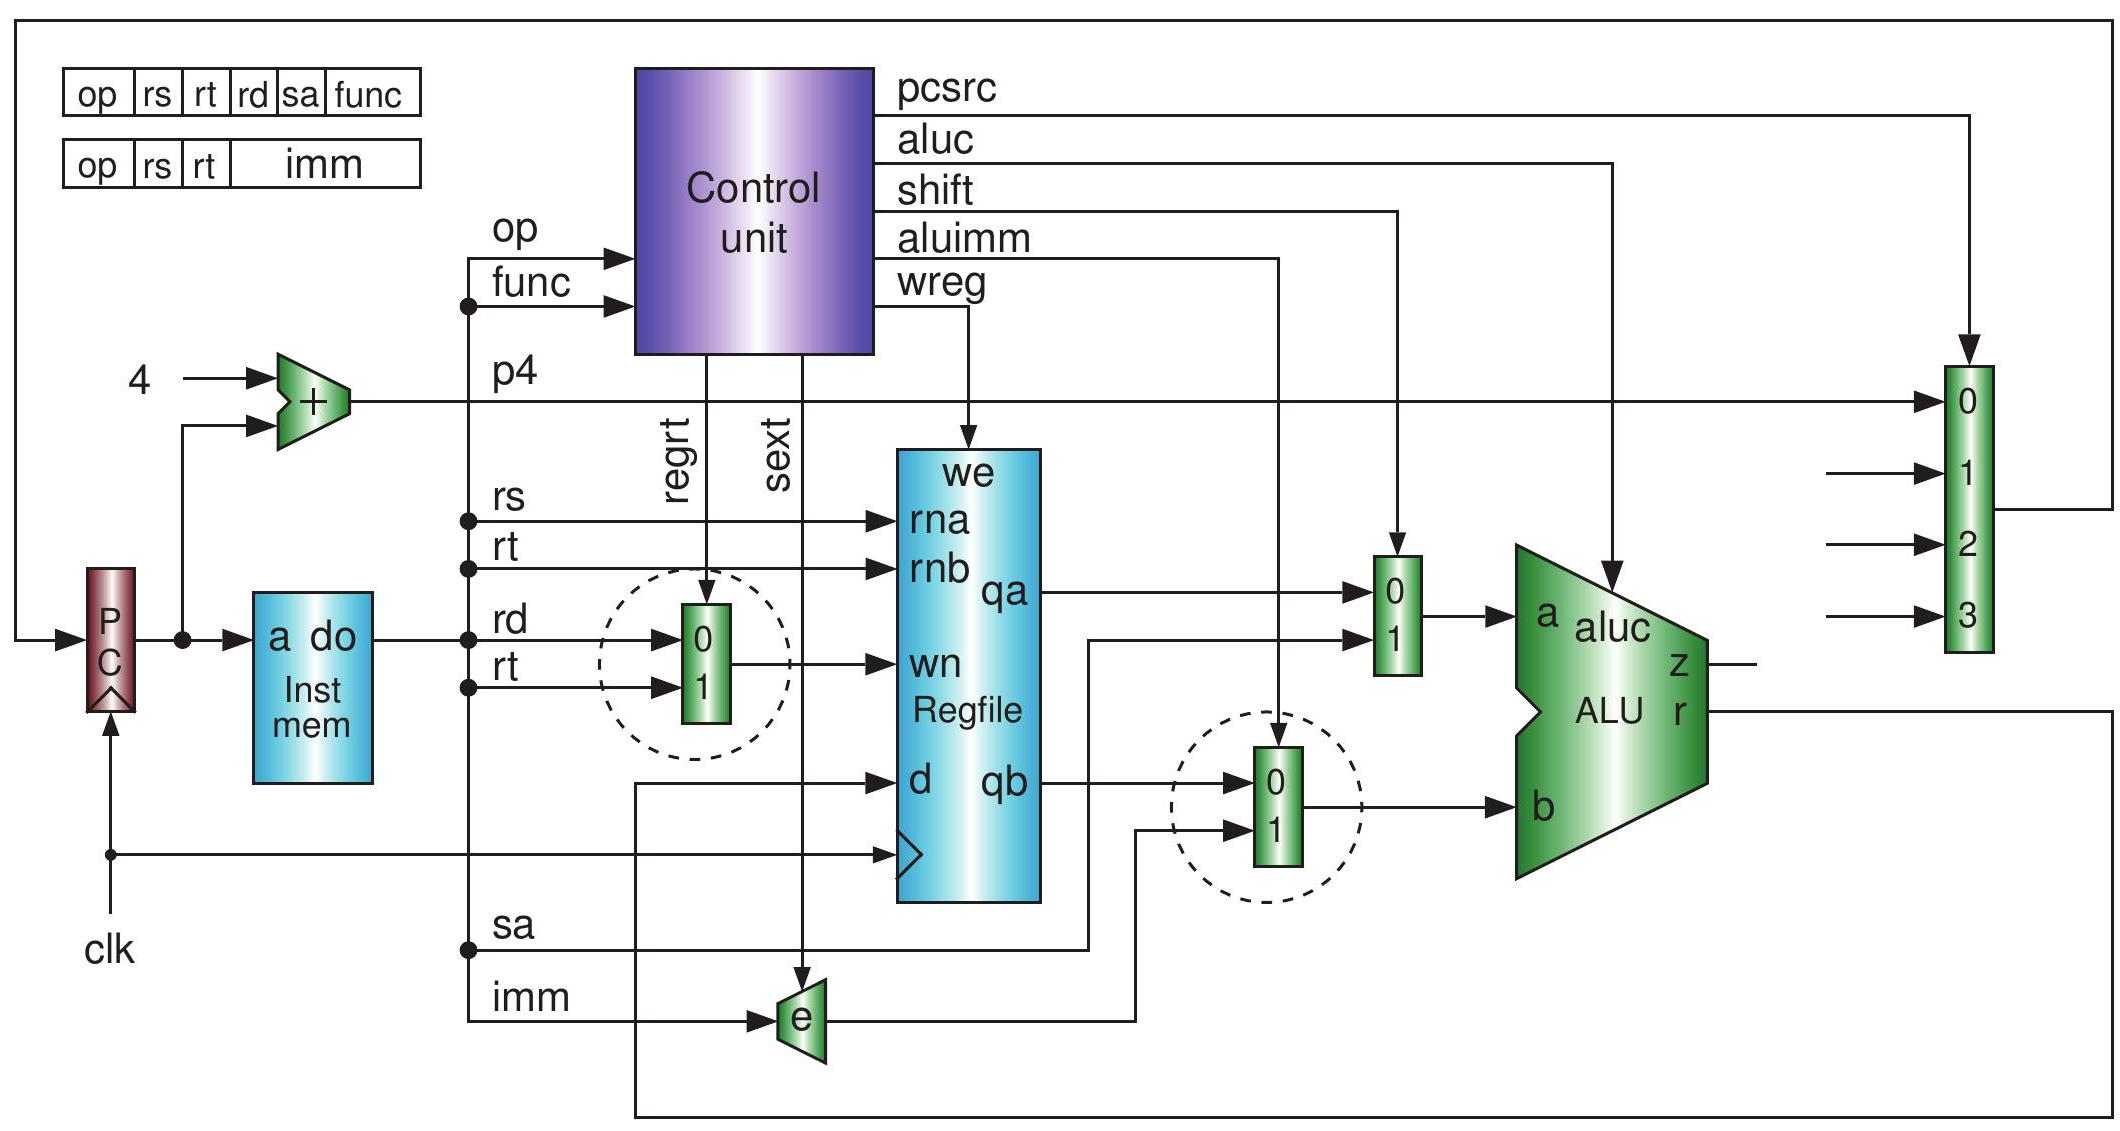 op rs rt rd sa func
op rs rt imm
Control
unit
pcsrc
aluc
shift
aluimm
wreg
op
func
4
+
p4
regrt
sext
rs
rt
rd
rt
0
1
we
rna
rnb
qa
wn
Regfile
d
qb
0
1
0
1
a
aluc
z
ALU
r
b
0
1
2
3
P
C
a do
Inst
mem
clk
sa
imm
e